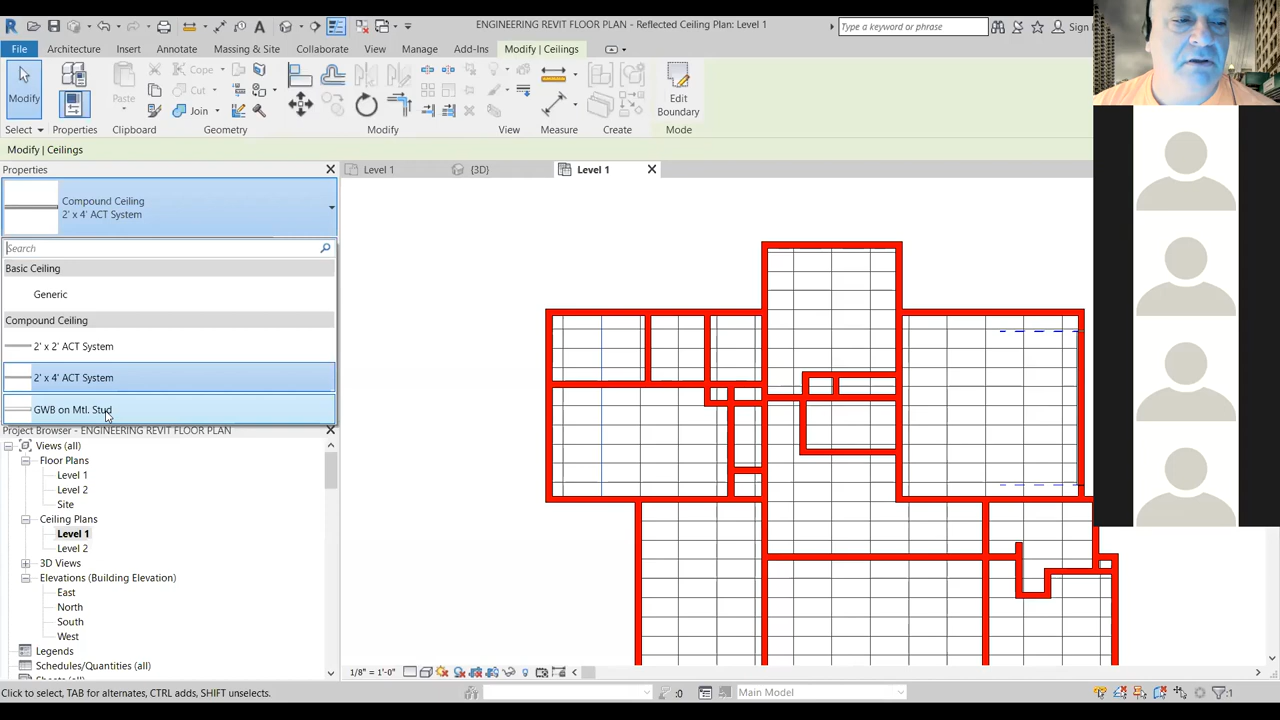 ENGINEERING REVIT FLOOR PLAN - Reflected Ceiling Plan: Level 1
Type a keyword or phrase
Sign
File
Architecture
Insert
Annotate
Massing & Site
Collaborate
View
Manage
Add-Ins
Modify | Ceilings
Modify
Paste
Cope
Cut
Join
Edit
Boundary
Select
Properties
Clipboard
Geometry
Modify
View
Measure
Create
Mode
Modify | Ceilings
Properties
Level 1
{3D}
Level 1
Compound Ceiling
2' x 4' ACT System
Search
Basic Ceiling
Generic
Compound Ceiling
2' x 2' ACT System
2' x 4' ACT System
GWB on Mtl. Stud
Project Browser - ENGINEERING REVIT FLOOR PLAN
Views (all)
Floor Plans
Level 1
Level 2
Site
Ceiling Plans
Level 1
Level 2
3D Views
Elevations (Building Elevation)
East
North
South
West
Legends
Schedules/Quantities (all)
1/8" = 1'-0"
Click to select, TAB for alternates, CTRL adds, SHIFT unselects.
:0
Main Model
:1